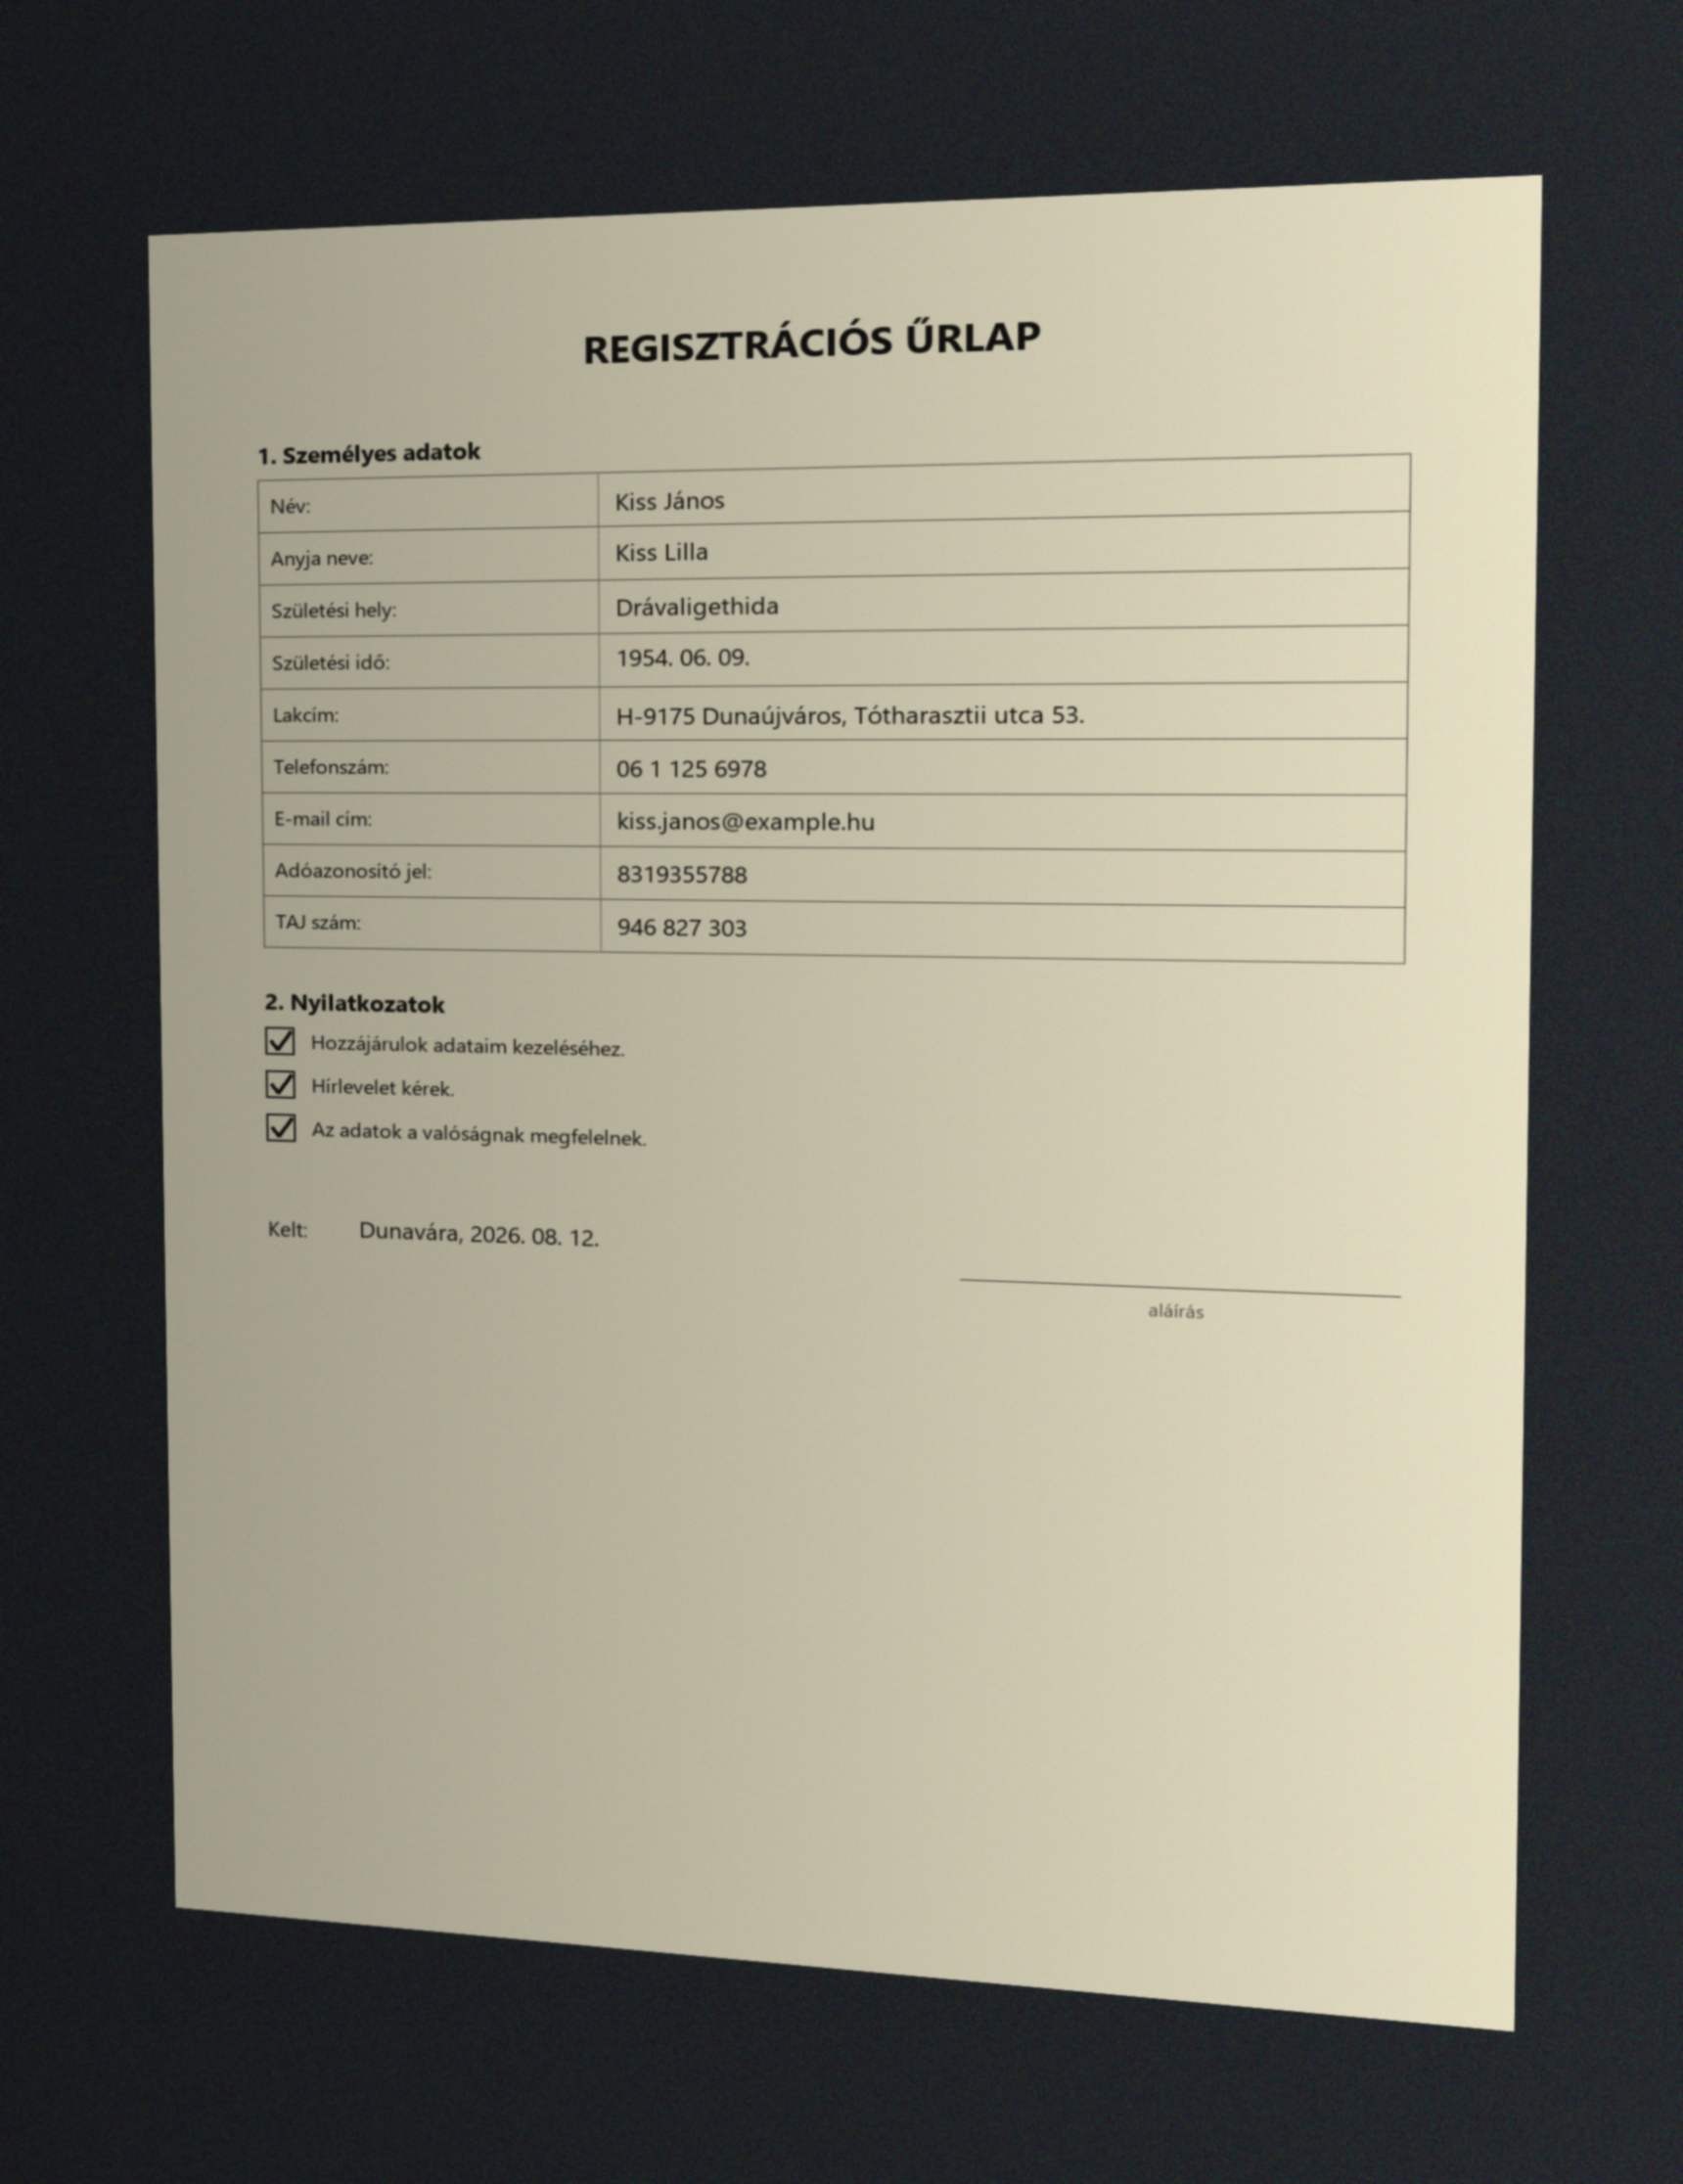 REGISZTRÁCIÓS ŰRLAP
1. Személyes adatok
Név: Kiss János
Anyja neve: Kiss Lilla
Születési hely: Drávaligethida
Születési idő: 1954. 06. 09.
Lakcím: H-9175 Dunaújváros, Tótharasztii utca 53.
Telefonszám: 06 1 125 6978
E-mail cím: kiss.janos@example.hu
Adóazonosító jel: 8319355788
TAJ szám: 946 827 303
2. Nyilatkozatok
Hozzájárulok adataim kezeléséhez.
Hírlevelet kérek.
Az adatok a valóságnak megfelelnek.
Kelt: Dunavára, 2026. 08. 12.
aláírás